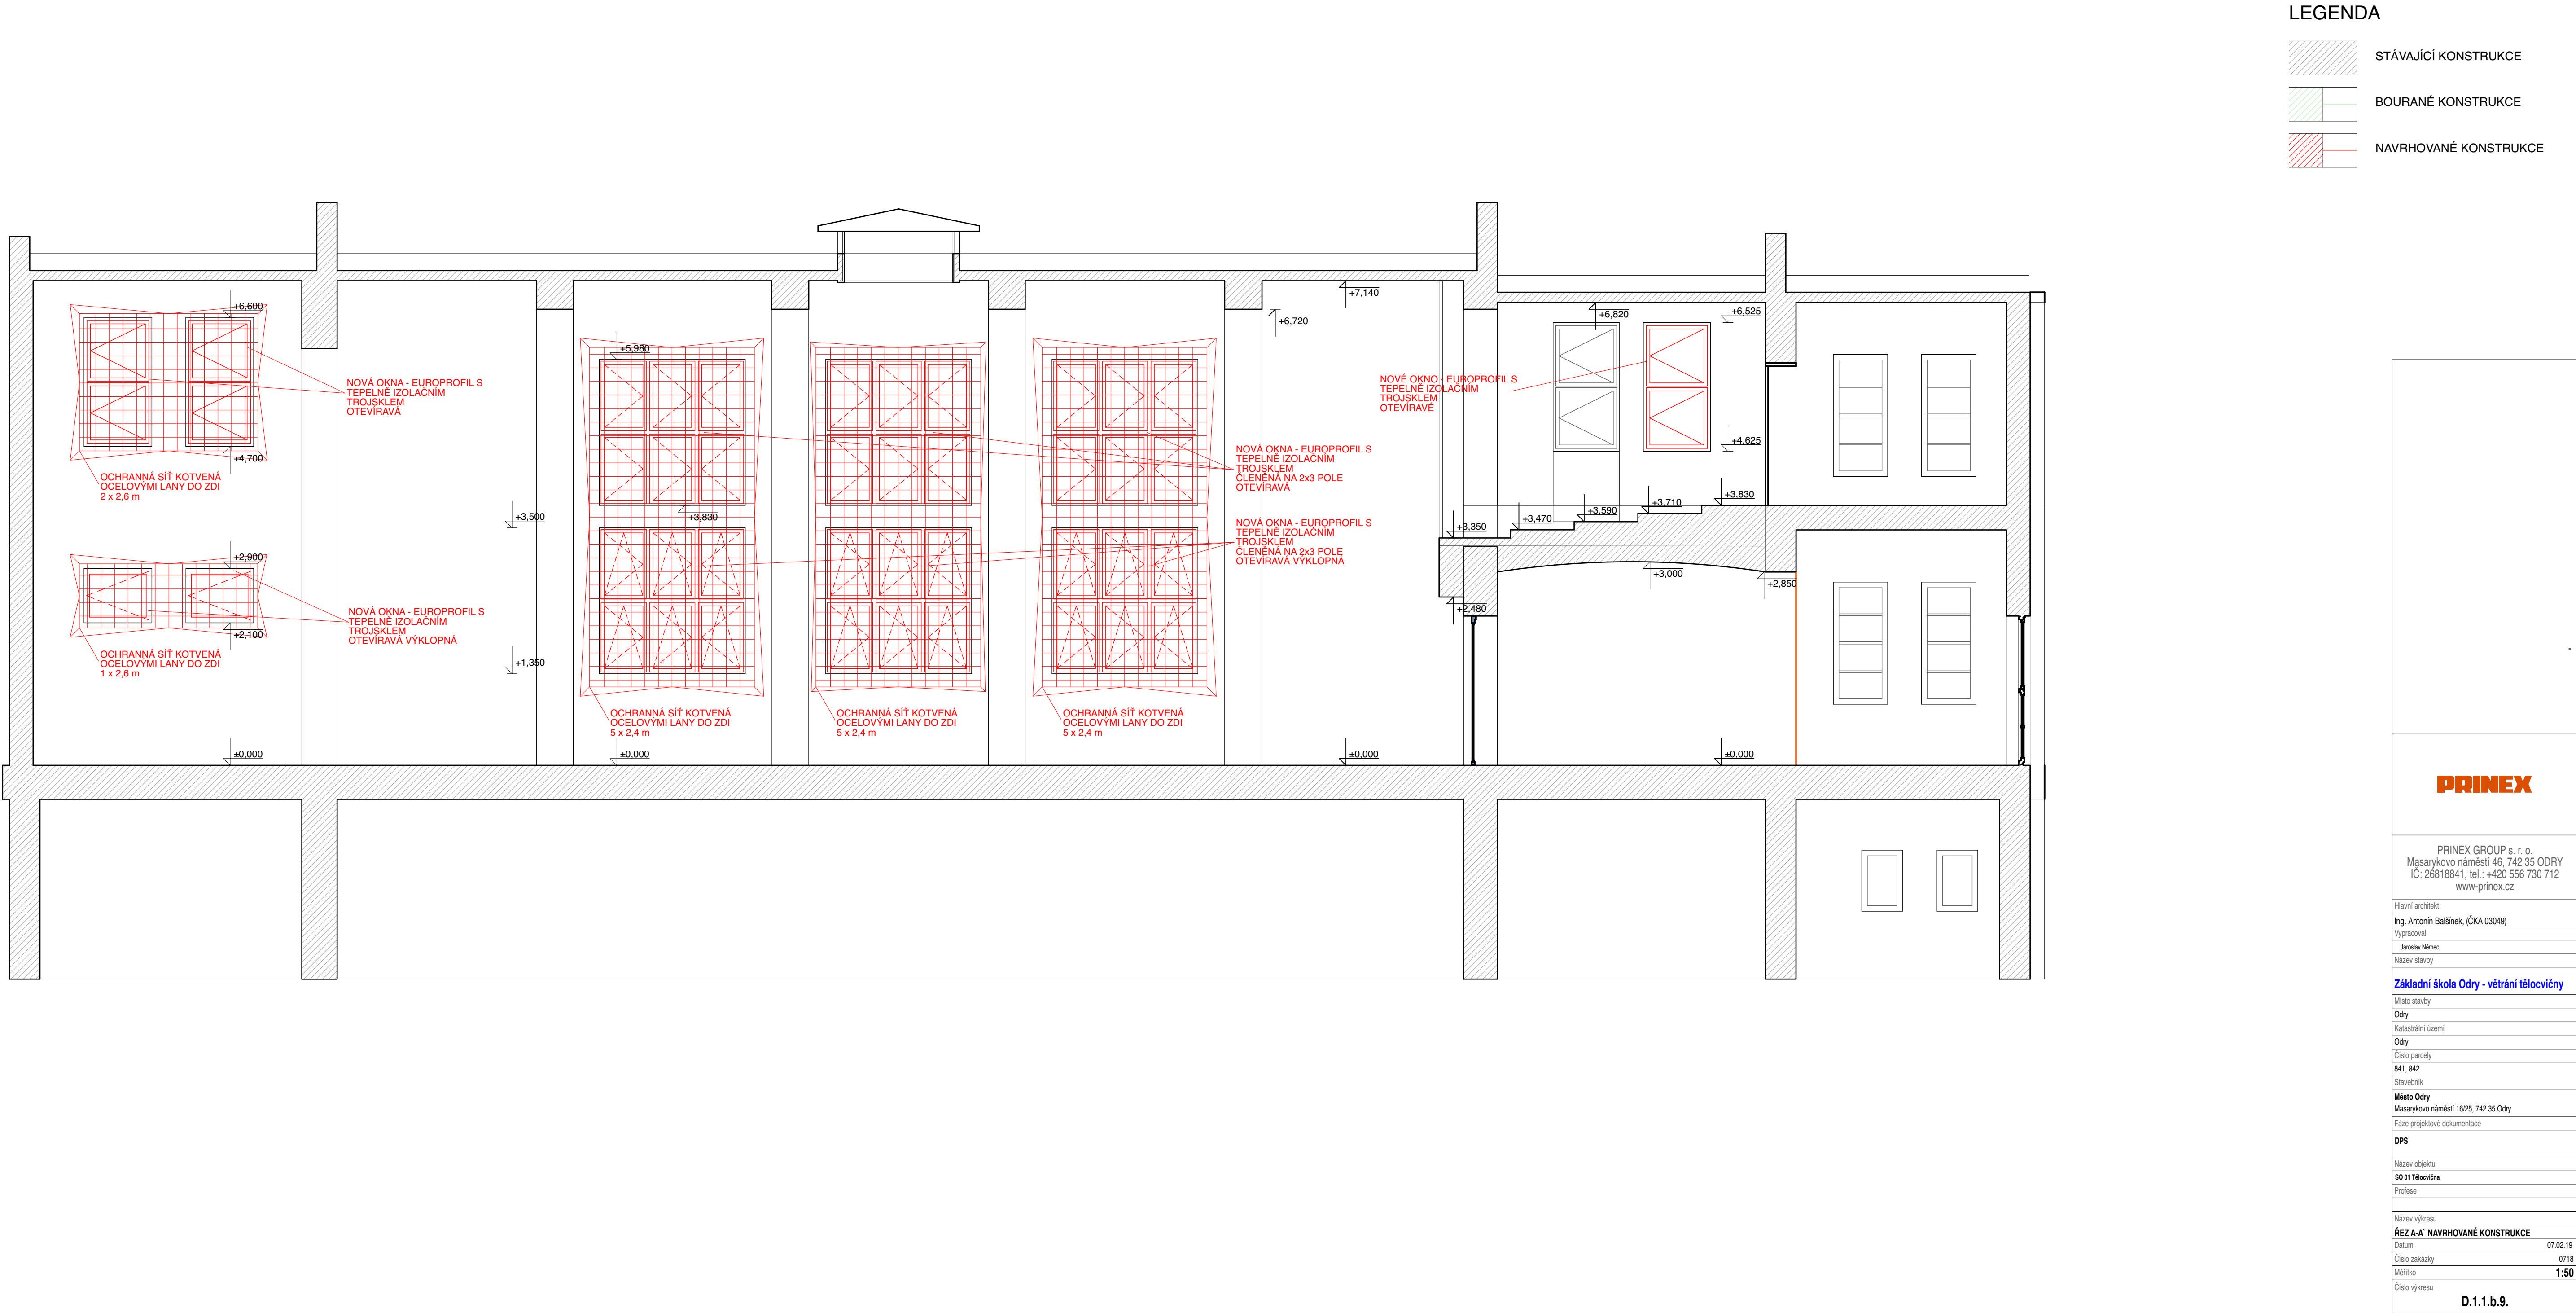 LEGENDA
STÁVAJÍCÍ KONSTRUKCE
BOURANÉ KONSTRUKCE
NAVRHOVANÉ KONSTRUKCE
+6,600
+4,700
NOVÁ OKNA - EUROPROFIL S
TEPELNĚ IZOLAČNÍM
TROJSKLEM
OTEVÍRAVÁ
OCHRANNÁ SÍŤ KOTVENÁ
OCELOVÝMI LANY DO ZDI
2 x 2,6 m
+2,900
+2,100
NOVÁ OKNA - EUROPROFIL S
TEPELNĚ IZOLAČNÍM
TROJSKLEM
OTEVÍRAVÁ VÝKLOPNÁ
OCHRANNÁ SÍŤ KOTVENÁ
OCELOVÝMI LANY DO ZDI
1 x 2,6 m
±0,000
+3,500
+1,350
+5,980
+3,830
OCHRANNÁ SÍŤ KOTVENÁ
OCELOVÝMI LANY DO ZDI
5 x 2,4 m
±0,000
OCHRANNÁ SÍŤ KOTVENÁ
OCELOVÝMI LANY DO ZDI
5 x 2,4 m
OCHRANNÁ SÍŤ KOTVENÁ
OCELOVÝMI LANY DO ZDI
5 x 2,4 m
+7,140
+6,720
NOVÁ OKNA - EUROPROFIL S
TEPELNĚ IZOLAČNÍM
TROJSKLEM
ČLENĚNÁ NA 2x3 POLE
OTEVÍRAVÁ
NOVÁ OKNA - EUROPROFIL S
TEPELNĚ IZOLAČNÍM
TROJSKLEM
ČLENĚNÁ NA 2x3 POLE
OTEVÍRAVÁ VÝKLOPNÁ
±0,000
NOVÉ OKNO - EUROPROFIL S
TEPELNĚ IZOLAČNÍM
TROJSKLEM
OTEVÍRAVÉ
+6,820
+6,525
+4,625
+3,350
+3,470
+3,590
+3,710
+3,830
+3,000
+2,850
+2,480
±0,000
PRINEX
PRINEX GROUP s. r. o.
Masarykovo náměstí 46, 742 35 ODRY
IČ: 26818841, tel.: +420 556 730 712
www-prinex.cz
Hlavní architekt
Ing. Antonín Balšínek, (ČKA 03049)
Vypracoval
Jaroslav Němec
Název stavby
Základní škola Odry - větrání tělocvičny
Místo stavby
Odry
Katastrální území
Odry
Číslo parcely
841, 842
Stavebník
Město Odry
Masarykovo náměstí 16/25, 742 35 Odry
Fáze projektové dokumentace
DPS
Název objektu
SO 01 Tělocvična
Profese
Název výkresu
ŘEZ A-A` NAVRHOVANÉ KONSTRUKCE
Datum 07.02.19
Číslo zakázky 0718
Měřítko 1:50
Číslo výkresu
D.1.1.b.9.